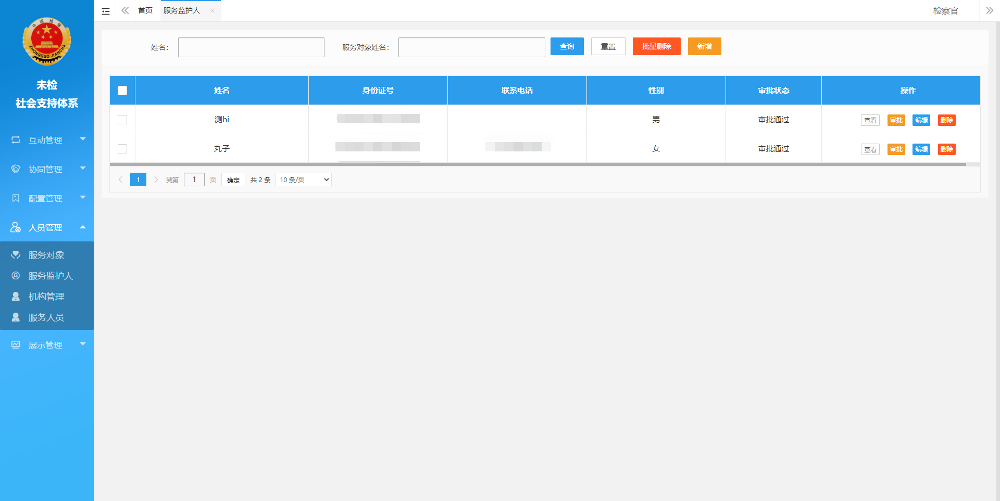 首页
服务监护人
检察官
中国检察
ZHONGGUO JIANCHA
未检
社会支持体系
互动管理
协同管理
配置管理
人员管理
服务对象
服务监护人
机构管理
服务人员
展示管理
姓名：
服务对象姓名：
查询
重置
批量删除
新增
姓名 身份证号 联系电话 性别 审批状态 操作
测hi 男 审批通过 查看 审批 编辑 删除
丸子 女 审批通过 查看 审批 编辑 删除
1 到第 1 页 确定 共 2 条 10 条/页